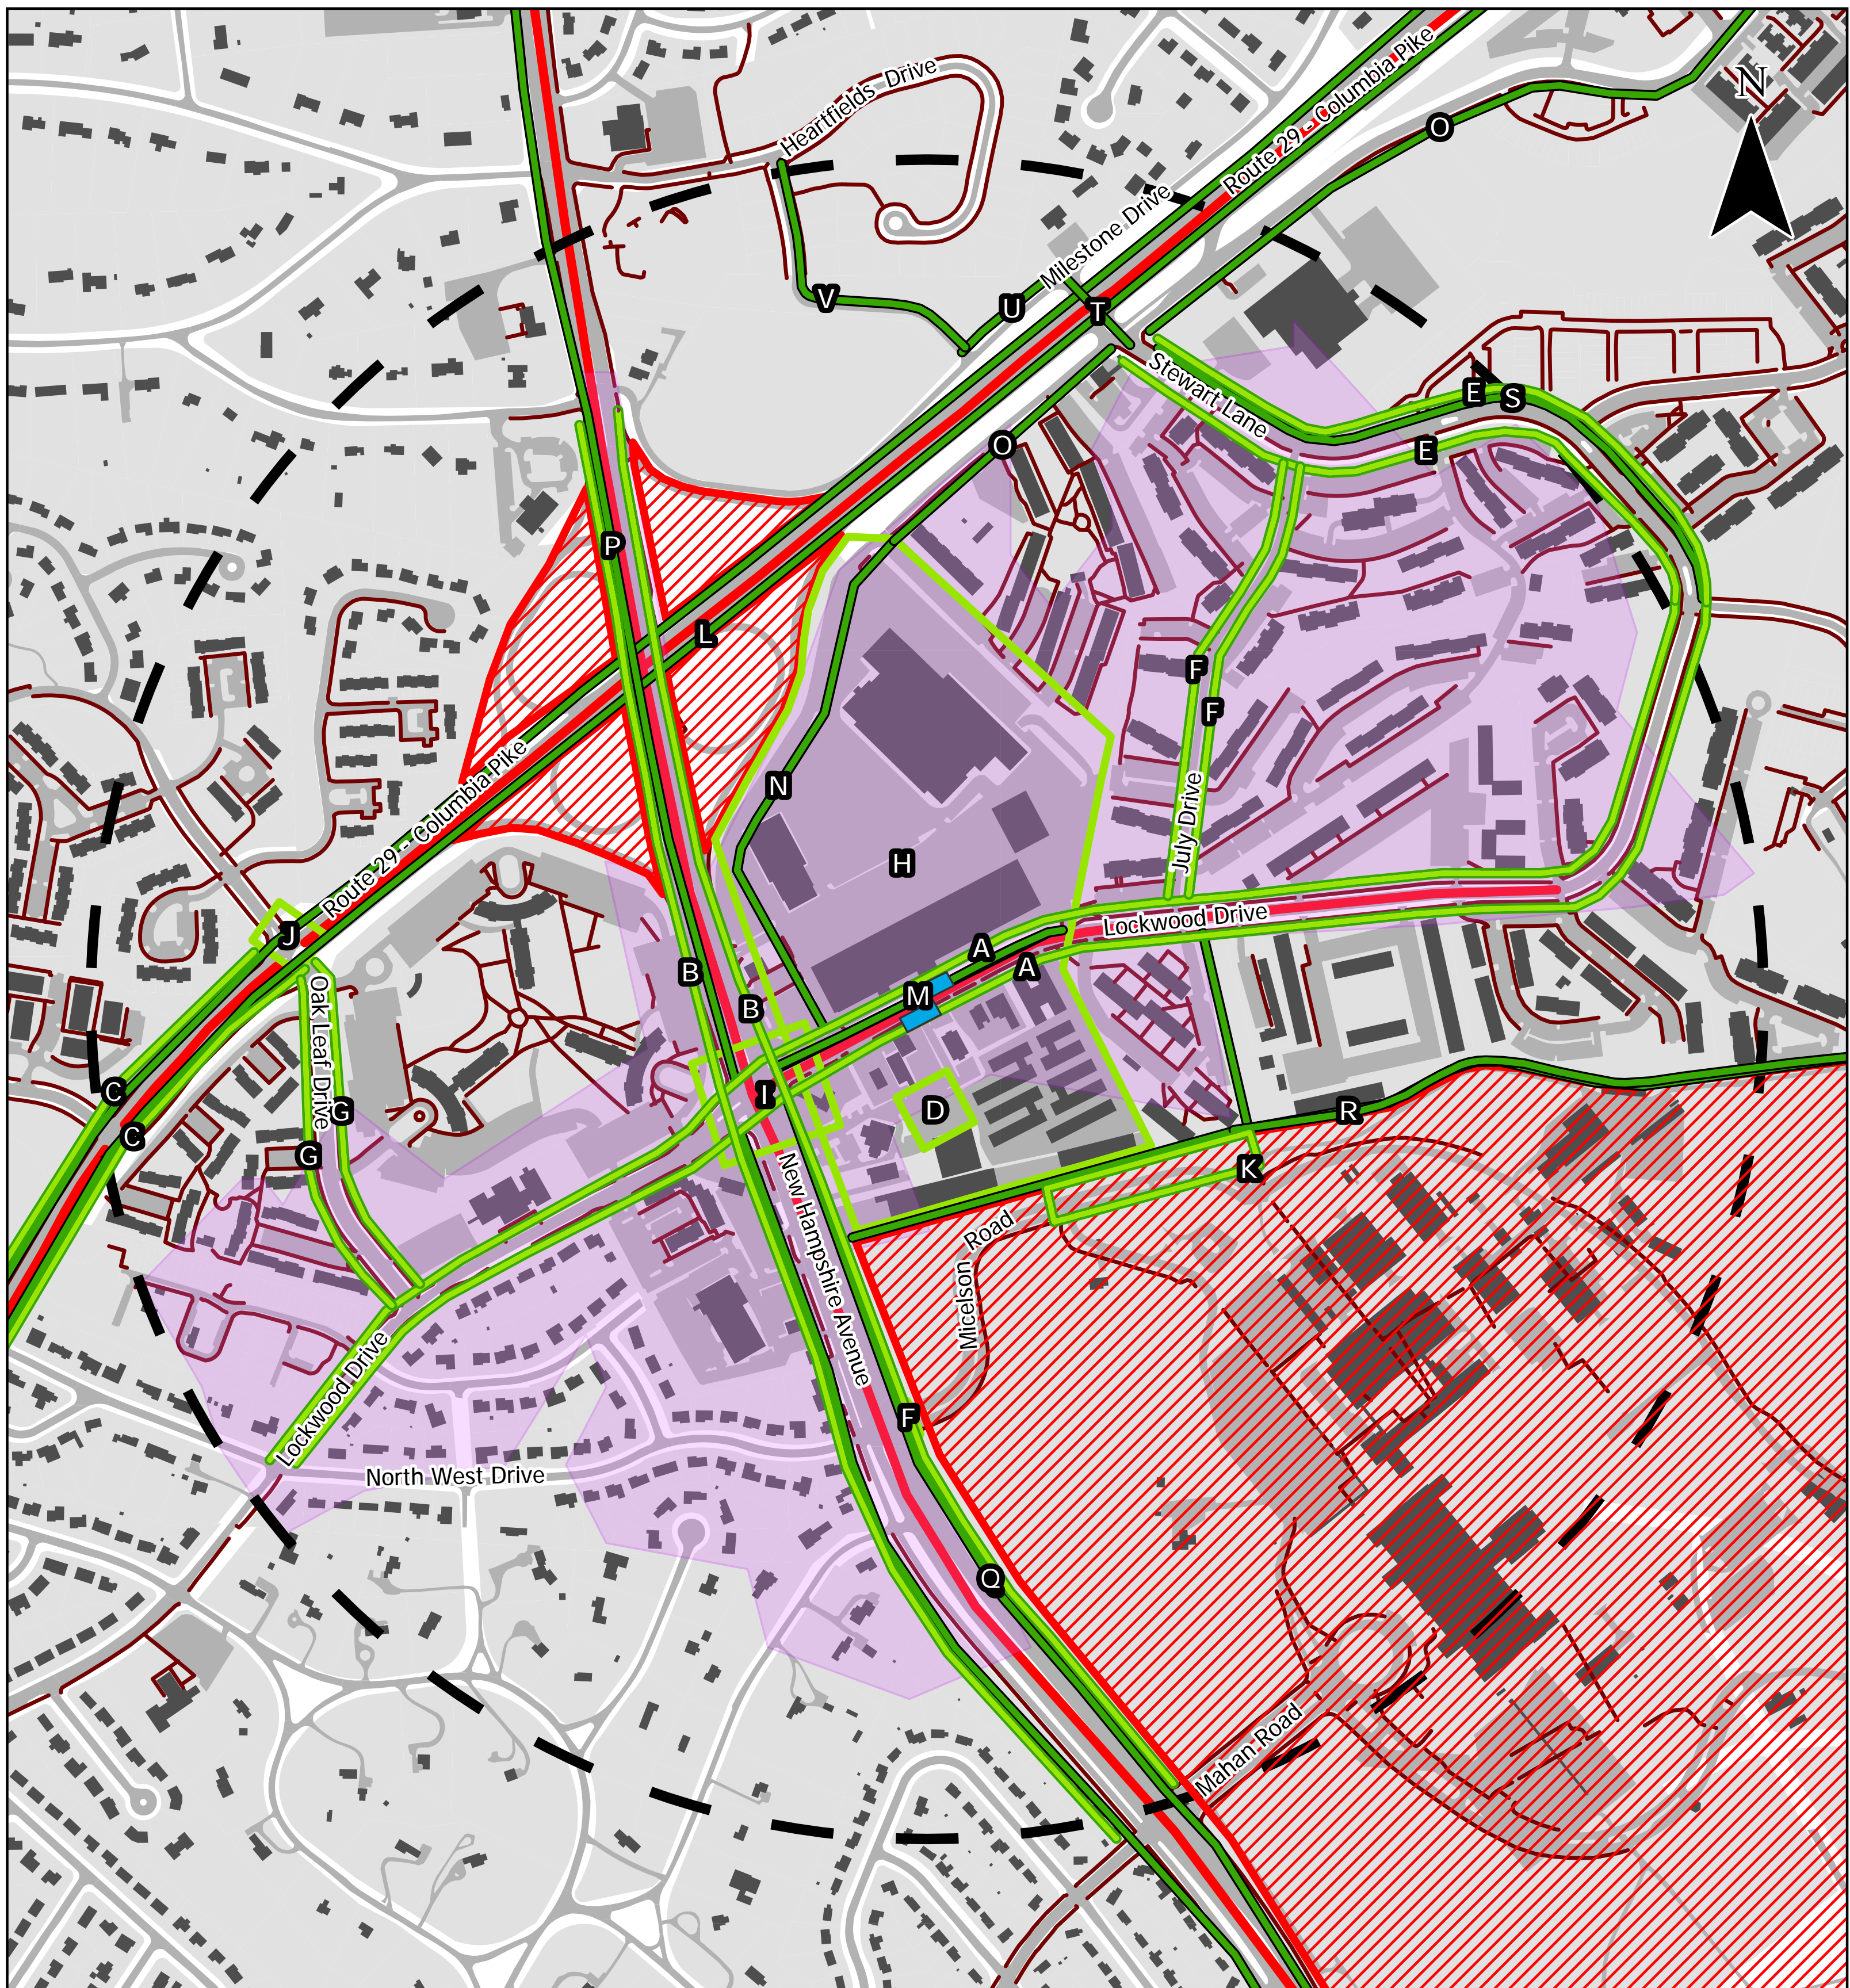 Heartfields Drive
Route 29 - Columbia Pike
N
O
Milestone Drive
V
U
T
Stewart Lane
E
S
O
E
P
L
F
F
Route 29 - Columbia Pike
N
July Drive
H
J
Lockwood Drive
A
A
B
M
B
Oak Leaf Drive
C
I
D
G
R
C
G
K
New Hampshire Avenue
Micielson Road
Lockwood Drive
F
North West Drive
Q
Mahan Road